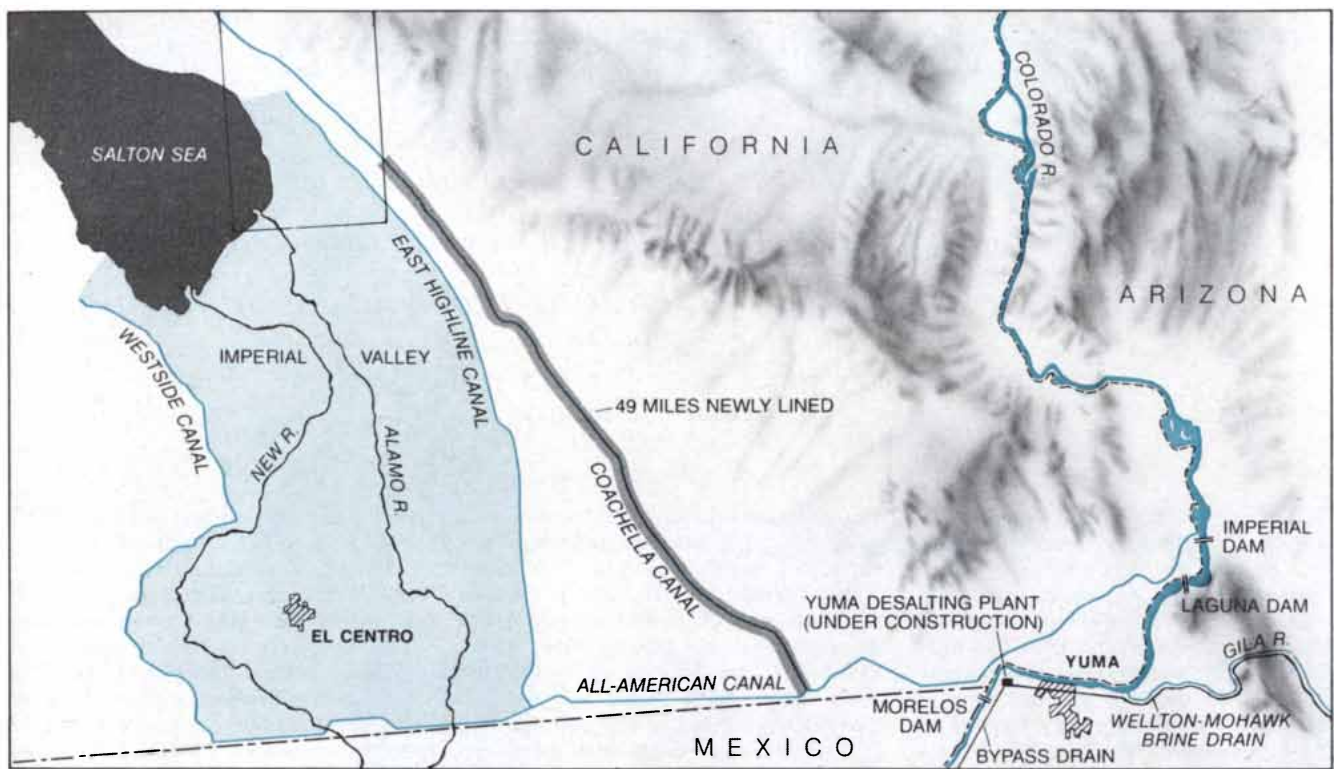 COLORADO R.
CALIFORNIA
SALTON SEA
ARIZONA
EAST HIGHLINE CANAL
WESTSIDE CANAL
IMPERIAL
VALLEY
49 MILES NEWLY LINED
NEW R.
ALAMO R.
COACHELLA CANAL
IMPERIAL
DAM
LAGUNA DAM
YUMA DESALTING PLANT
(UNDER CONSTRUCTION)
EL CENTRO
GILA R.
YUMA
ALL-AMERICAN CANAL
MORELOS
DAM
WELLTON-MOHAWK
BRINE DRAIN
MEXICO
BYPASS DRAIN